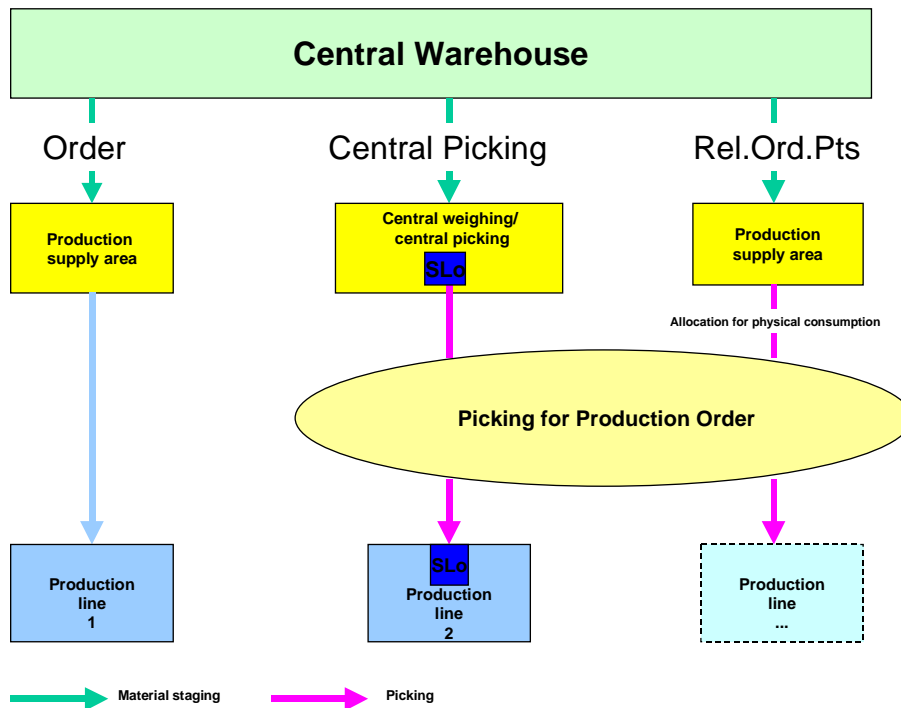 Central Warehouse
Order
Central Picking
Rel.Ord.Pts
Production
supply area
Central weighing/
central picking
SLo
Production
supply area
Allocation for physical consumption
Picking for Production Order
Production
line
1
SLo
Production
line
2
Production
line
...
Material staging
Picking